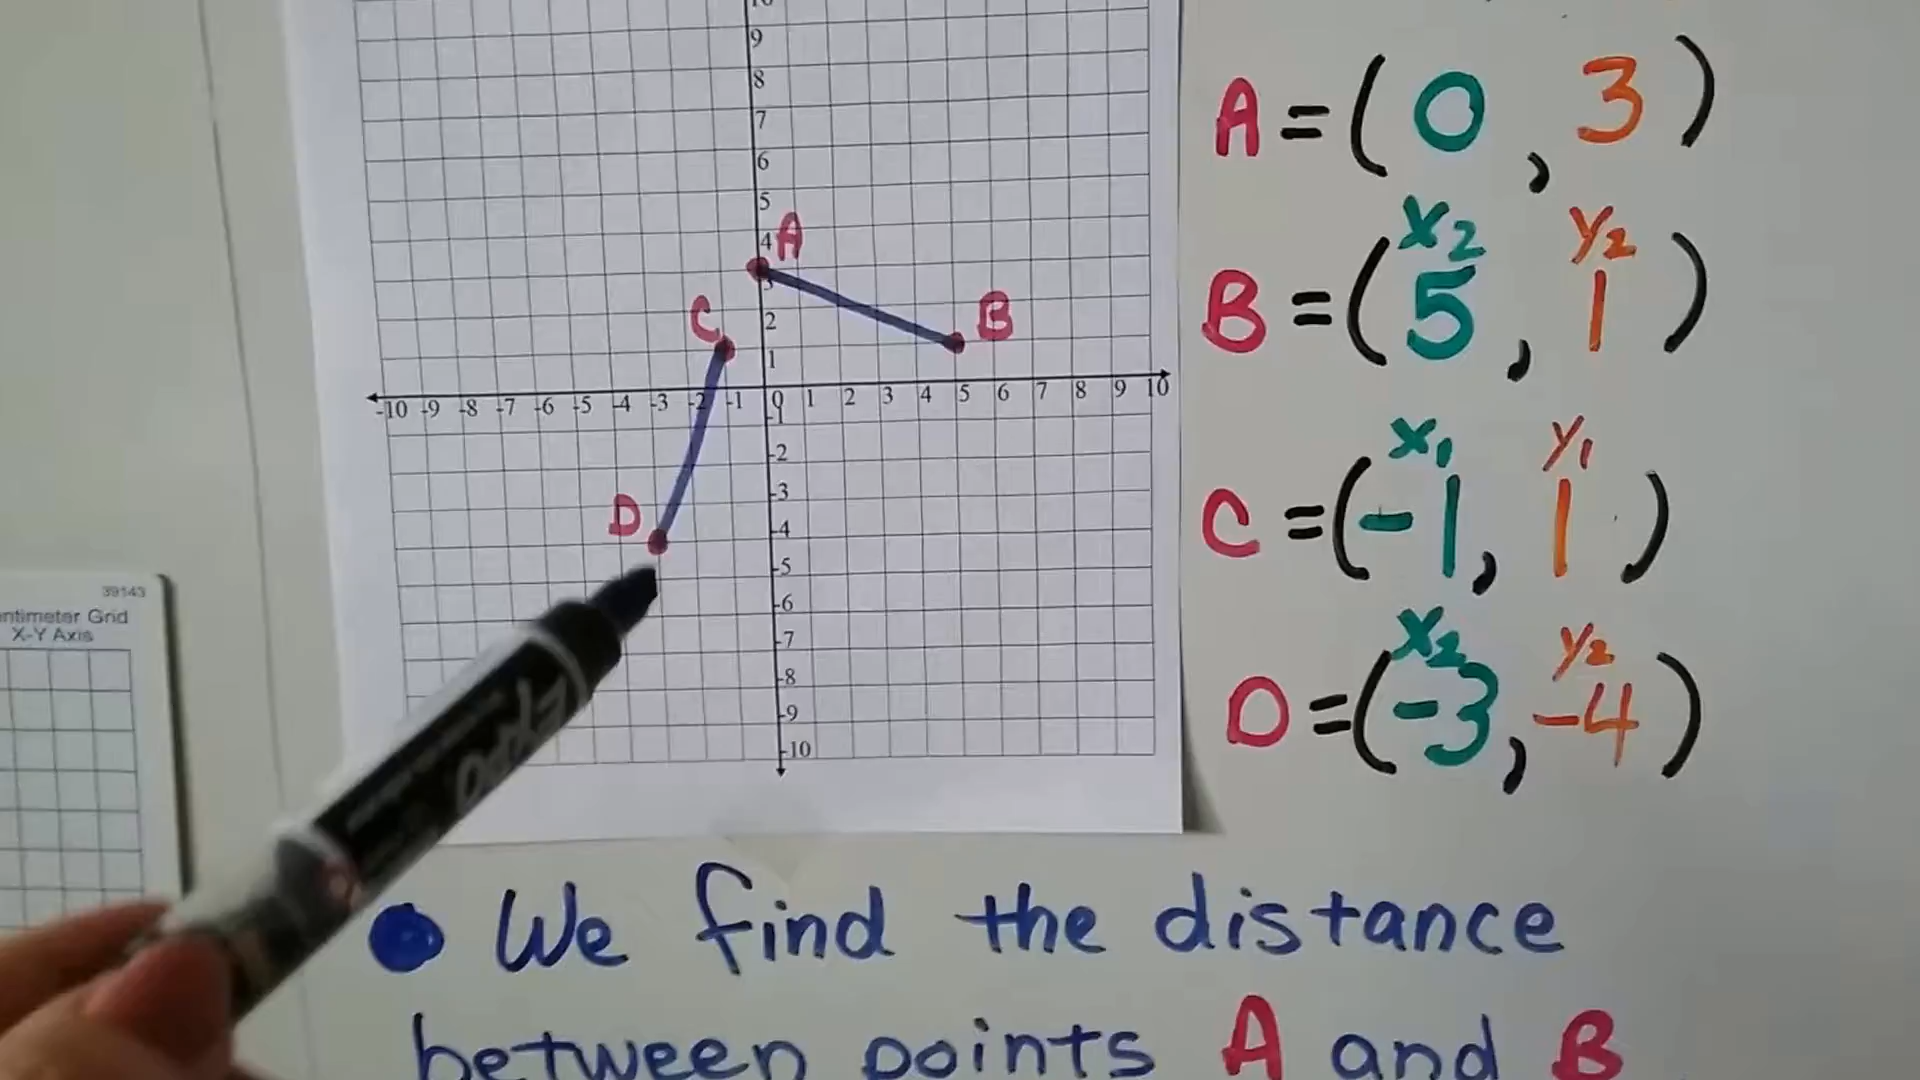 10
9
8
7
6
5
4 A
3
C 2 B
1
-10 -9 -8 -7 -6 -5 -4 -3 -2 -1 0 1 2 3 4 5 6 7 8 9 10
-1
-2
-3
D -4
-5
-6
-7
-8
-9
-10
A = (0, 3)
x2 y2
B = (5, 1)
x1 y1
C = (-1, 1)
x2 y2
D = (-3, -4)
39143
ntimeter Grid
X-Y Axis
EXPO
● We find the distance
between points A and B